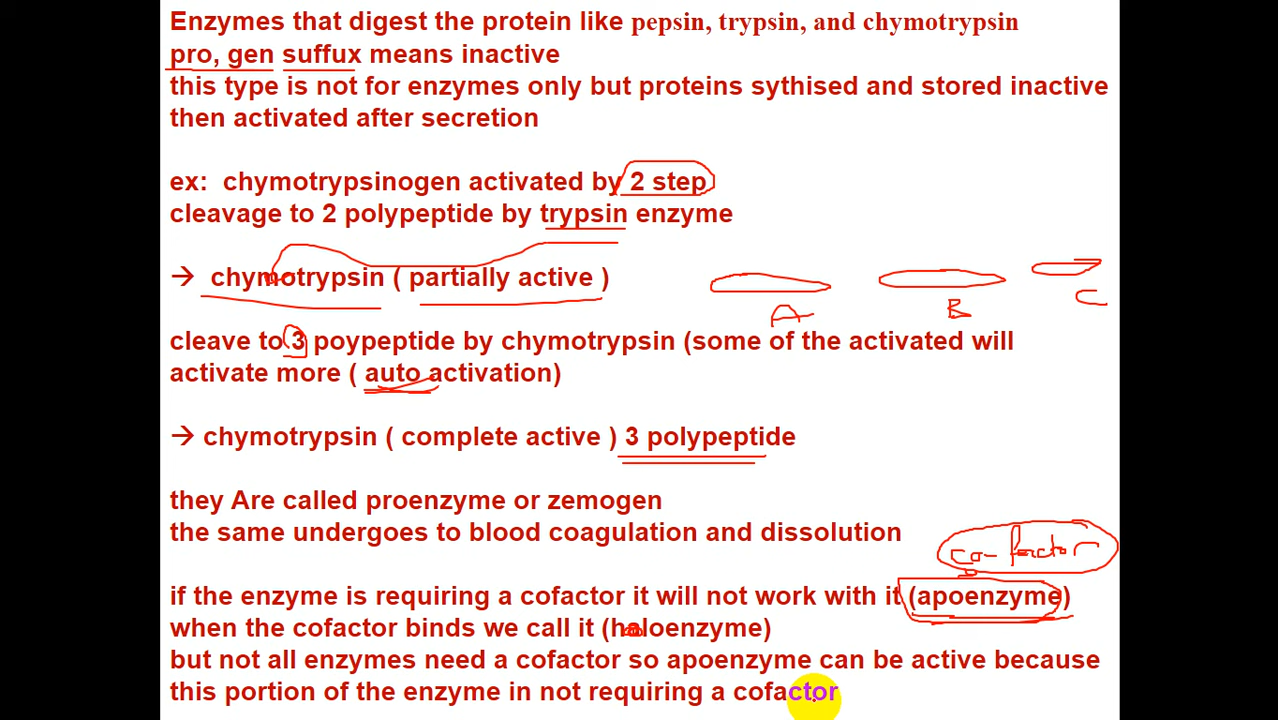 Enzymes that digest the protein like pepsin, trypsin, and chymotrypsin
pro, gen suffux means inactive
this type is not for enzymes only but proteins sythised and stored inactive
then activated after secretion
ex: chymotrypsinogen activated by 2 step
cleavage to 2 polypeptide by trypsin enzyme
→ chymotrypsin ( partially active )
A B C
cleave to 3 poypeptide by chymotrypsin (some of the activated will
activate more ( auto activation)
→ chymotrypsin ( complete active ) 3 polypeptide
they Are called proenzyme or zemogen
the same undergoes to blood coagulation and dissolution
co-factor
if the enzyme is requiring a cofactor it will not work with it (apoenzyme)
when the cofactor binds we call it (haloenzyme)
but not all enzymes need a cofactor so apoenzyme can be active because
this portion of the enzyme in not requiring a cofactor